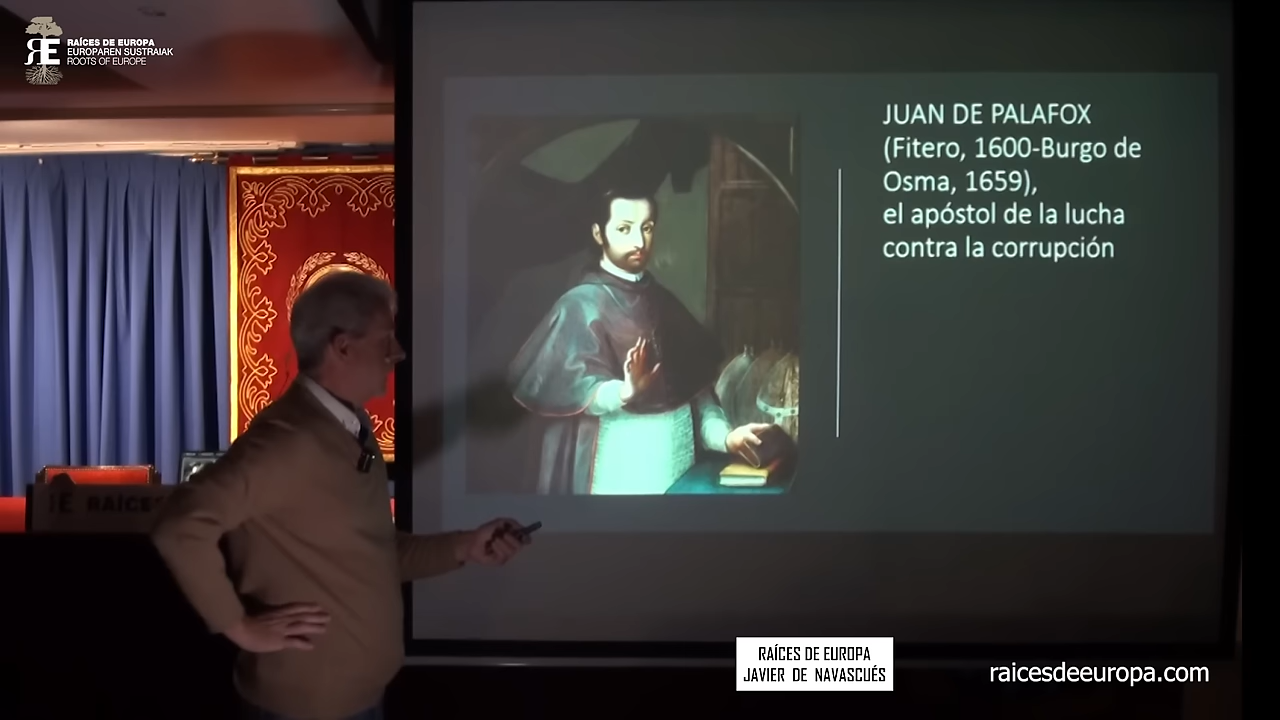 RAÍCES DE EUROPA
EUROPAREN SUSTRAIAK
ROOTS OF EUROPE
JUAN DE PALAFOX
(Fitero, 1600-Burgo de
Osma, 1659),
el apóstol de la lucha
contra la corrupción
RAÍCES
RAÍCES DE EUROPA
JAVIER DE NAVASCUÉS
raicesdeeuropa.com